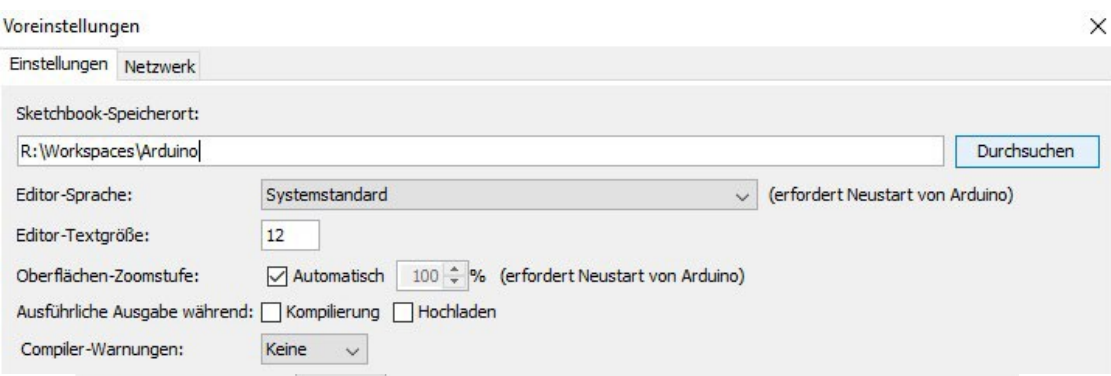 Voreinstellungen
Einstellungen Netzwerk
Sketchbook-Speicherort:
R:\Workspaces\Arduino Durchsuchen
Editor-Sprache: Systemstandard (erfordert Neustart von Arduino)
Editor-Textgröße: 12
Oberflächen-Zoomstufe: Automatisch 100 % (erfordert Neustart von Arduino)
Ausführliche Ausgabe während: Kompilierung Hochladen
Compiler-Warnungen: Keine